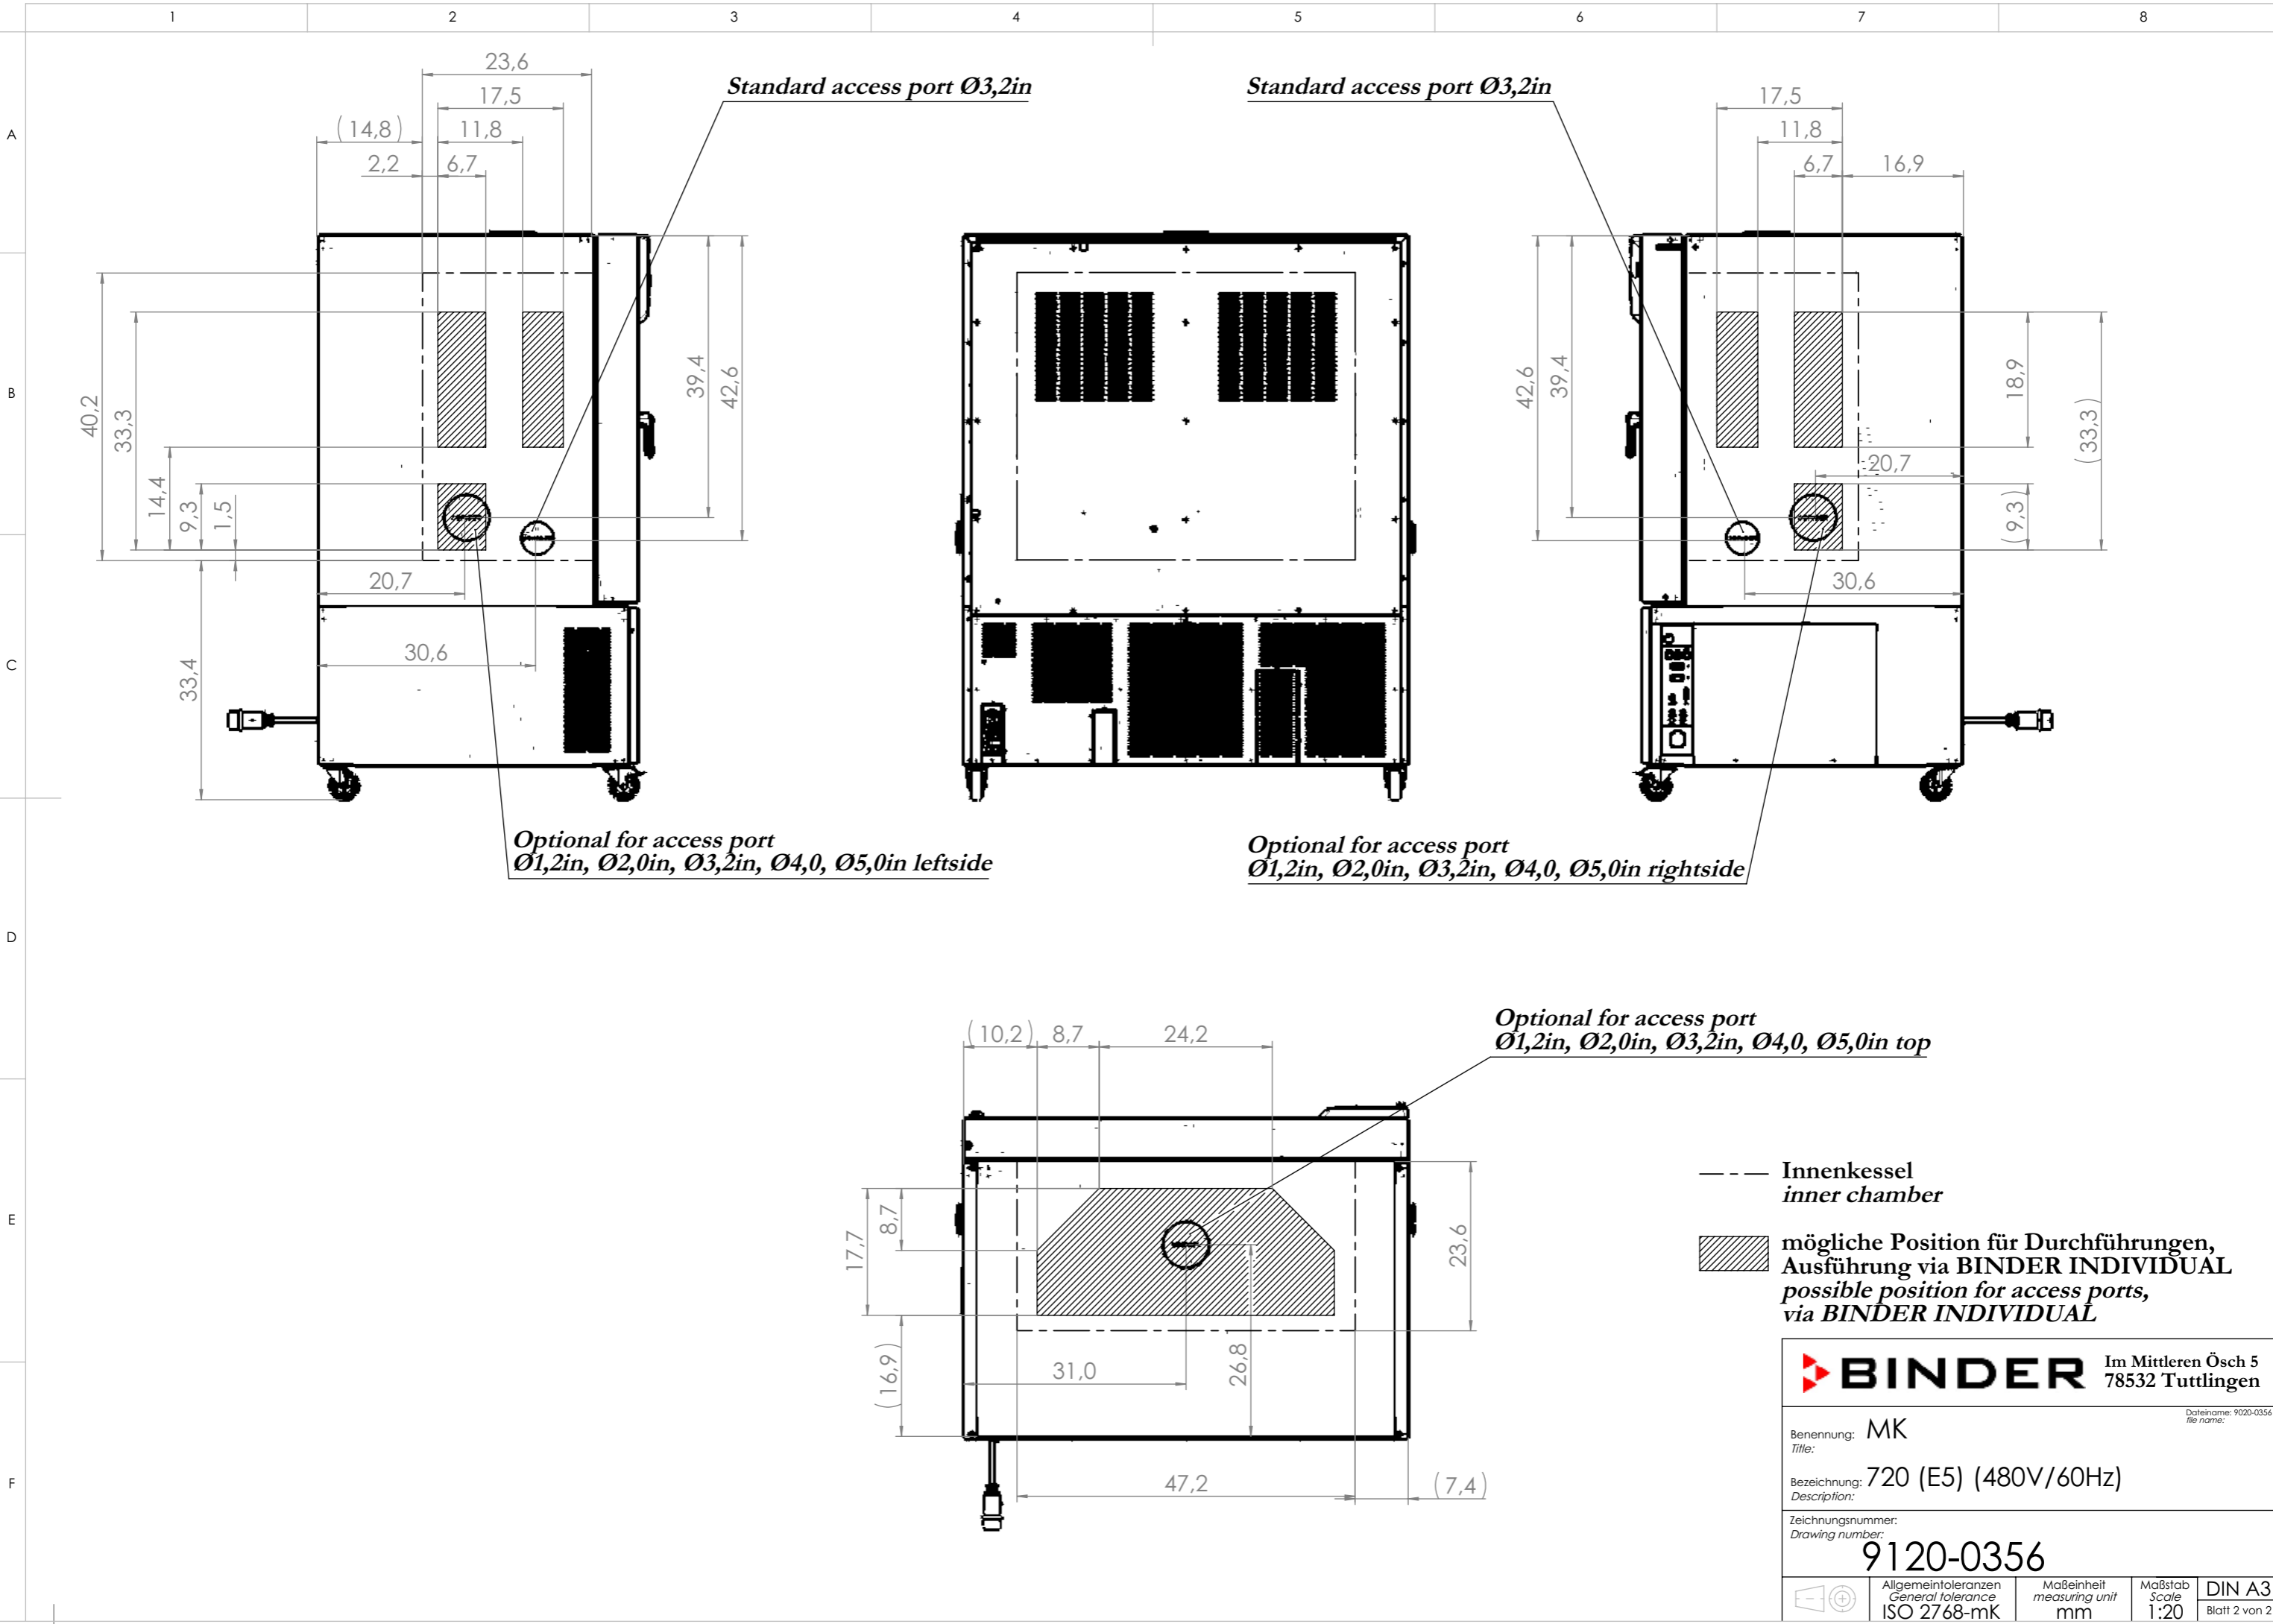 1 2 3 4 5 6 7 8
A
B
C
D
E
F
23,6
17,5
(14,8) 11,8
2,2 6,7
Standard access port Ø3,2in
40,2
33,3
14,4
9,3
1,5
33,4
39,4
42,6
20,7
30,6
Optional for access port
Ø1,2in, Ø2,0in, Ø3,2in, Ø4,0, Ø5,0in leftside
Standard access port Ø3,2in
17,5
11,8
6,7 16,9
42,6
39,4
18,9
(33,3)
20,7
(9,3)
30,6
Optional for access port
Ø1,2in, Ø2,0in, Ø3,2in, Ø4,0, Ø5,0in rightside
(10,2) 8,7 24,2
Optional for access port
Ø1,2in, Ø2,0in, Ø3,2in, Ø4,0, Ø5,0in top
17,7
8,7
23,6
(16,9)
31,0
26,8
47,2 (7,4)
Innenkessel
inner chamber
mögliche Position für Durchführungen,
Ausführung via BINDER INDIVIDUAL
possible position for access ports,
via BINDER INDIVIDUAL
BINDER
Im Mittleren Ösch 5
78532 Tuttlingen
Dateiname: 9020-0356
file name:
Benennung: MK
Title:
Bezeichnung: 720 (E5) (480V/60Hz)
Description:
Zeichnungsnummer:
Drawing number:
9120-0356
Allgemeintoleranzen
General tolerance
ISO 2768-mK
Maßeinheit
measuring unit
mm
Maßstab
Scale
1:20
DIN A3
Blatt 2 von 2